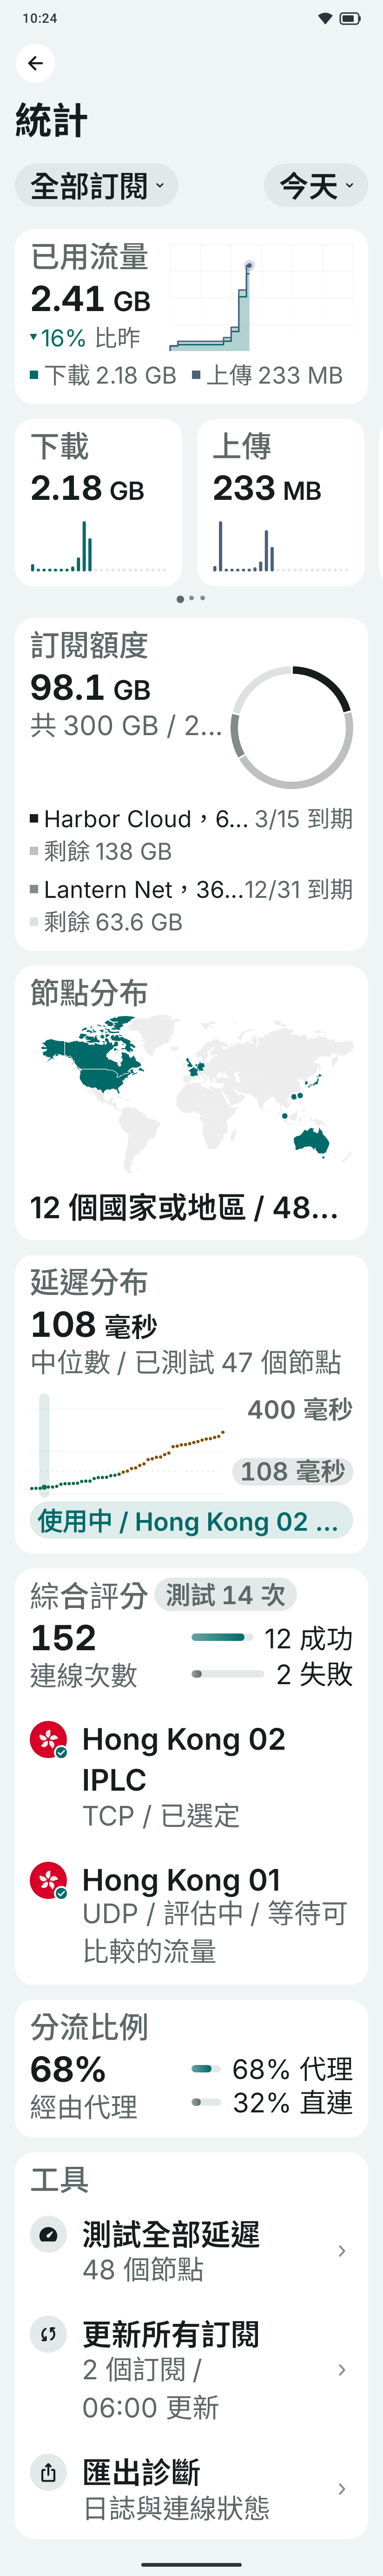 10:24
統計
全部訂閱
今天
已用流量
2.41 GB
16% 比昨
下載 2.18 GB 上傳 233 MB
下載
2.18 GB
上傳
233 MB
訂閱額度
98.1 GB
共 300 GB / 2...
Harbor Cloud，6... 3/15 到期
剩餘 138 GB
Lantern Net，36... 12/31 到期
剩餘 63.6 GB
節點分布
12 個國家或地區 / 48...
延遲分布
108 毫秒
中位數 / 已測試 47 個節點
400 毫秒
108 毫秒
使用中 / Hong Kong 02 ...
綜合評分 測試 14 次
152
連線次數
12 成功
2 失敗
Hong Kong 02
IPLC
TCP / 已選定
Hong Kong 01
UDP / 評估中 / 等待可
比較的流量
分流比例
68%
經由代理
68% 代理
32% 直連
工具
測試全部延遲
48 個節點
更新所有訂閱
2 個訂閱 /
06:00 更新
匯出診斷
日誌與連線狀態